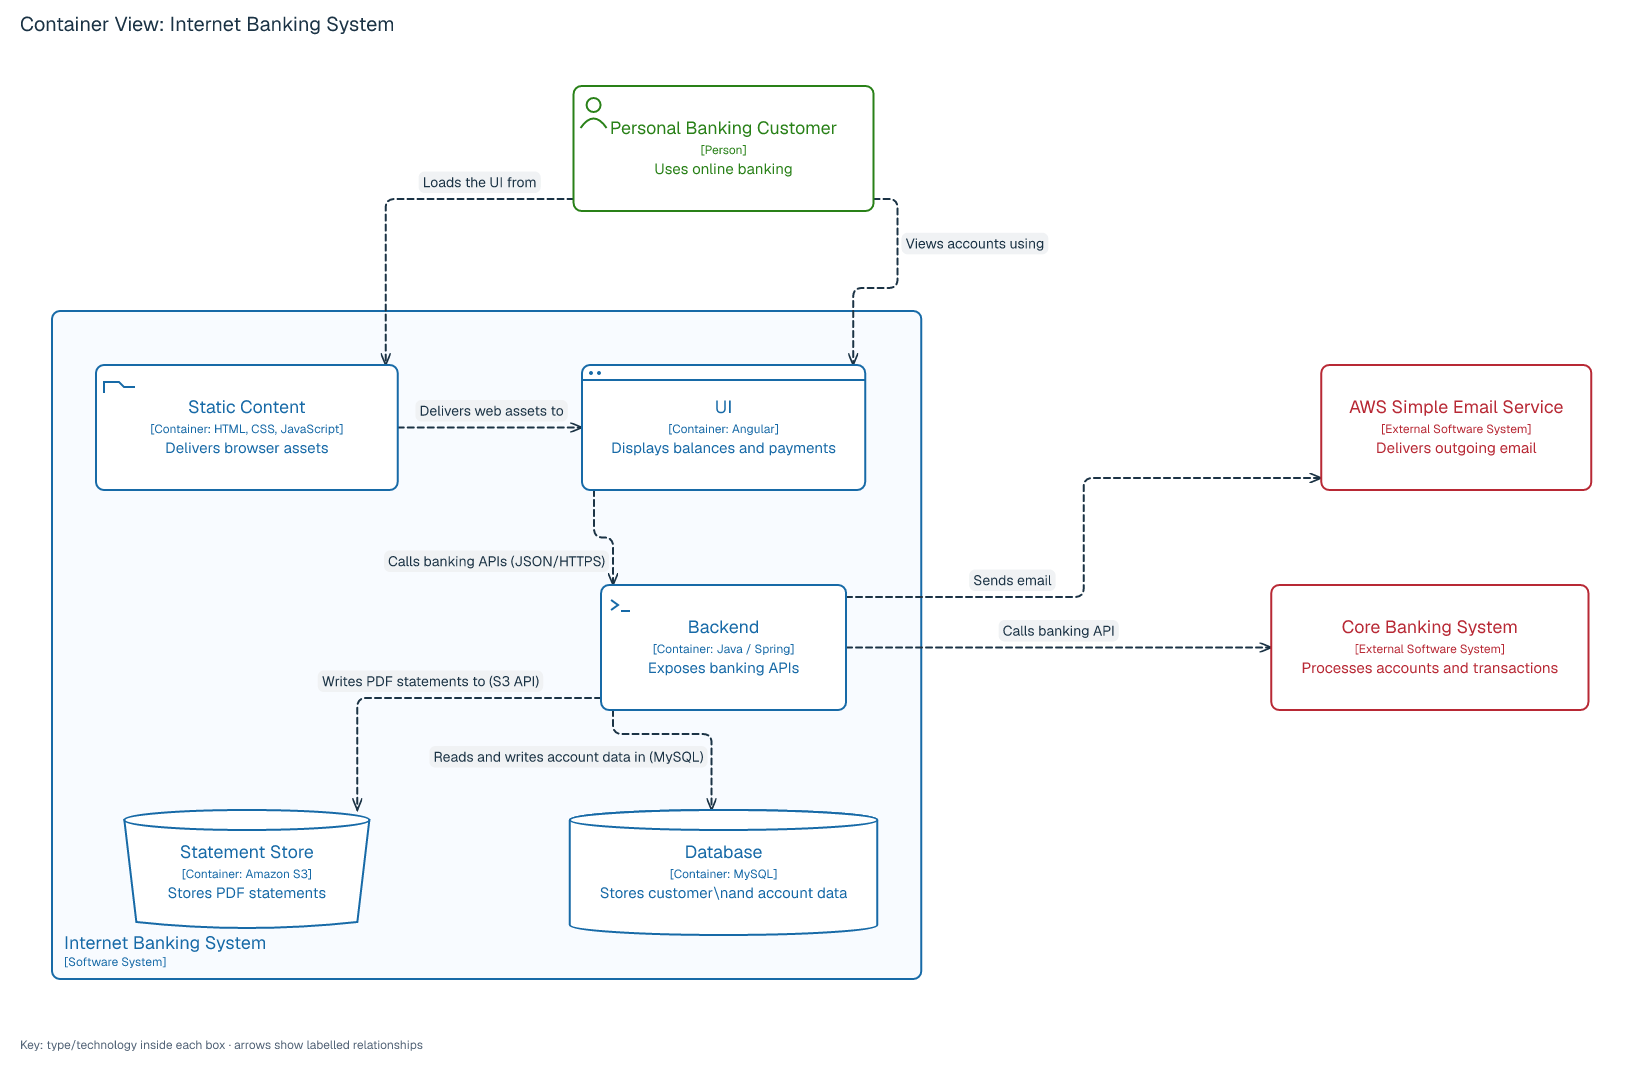 Container View: Internet Banking System
Personal Banking Customer
[Person]
Uses online banking
Loads the UI from
Views accounts using
Static Content
[Container: HTML, CSS, JavaScript]
Delivers browser assets
Delivers web assets to
UI
[Container: Angular]
Displays balances and payments
AWS Simple Email Service
[External Software System]
Delivers outgoing email
Calls banking APIs (JSON/HTTPS)
Sends email
Backend
[Container: Java / Spring]
Exposes banking APIs
Calls banking API
Core Banking System
[External Software System]
Processes accounts and transactions
Writes PDF statements to (S3 API)
Reads and writes account data in (MySQL)
Statement Store
[Container: Amazon S3]
Stores PDF statements
Database
[Container: MySQL]
Stores customer\nand account data
Internet Banking System
[Software System]
Key: type/technology inside each box · arrows show labelled relationships